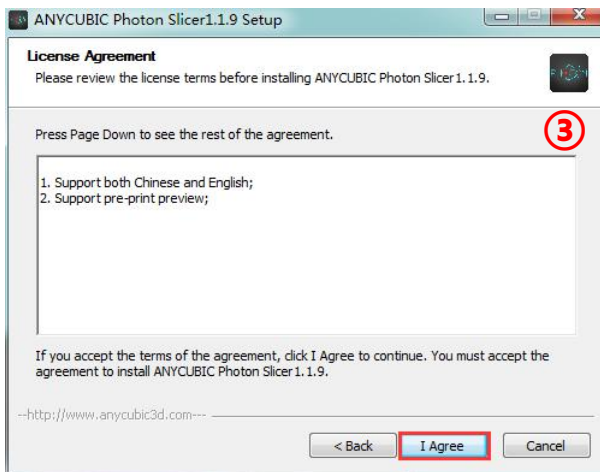 ANYCUBIC Photon Slicer1.1.9 Setup
License Agreement
Please review the license terms before installing ANYCUBIC Photon Slicer1.1.9.
③
Press Page Down to see the rest of the agreement.
1. Support both Chinese and English;
2. Support pre-print preview;
If you accept the terms of the agreement, click I Agree to continue. You must accept the
agreement to install ANYCUBIC Photon Slicer1.1.9.
--http://www.anycubic3d.com---
< Back
I Agree
Cancel